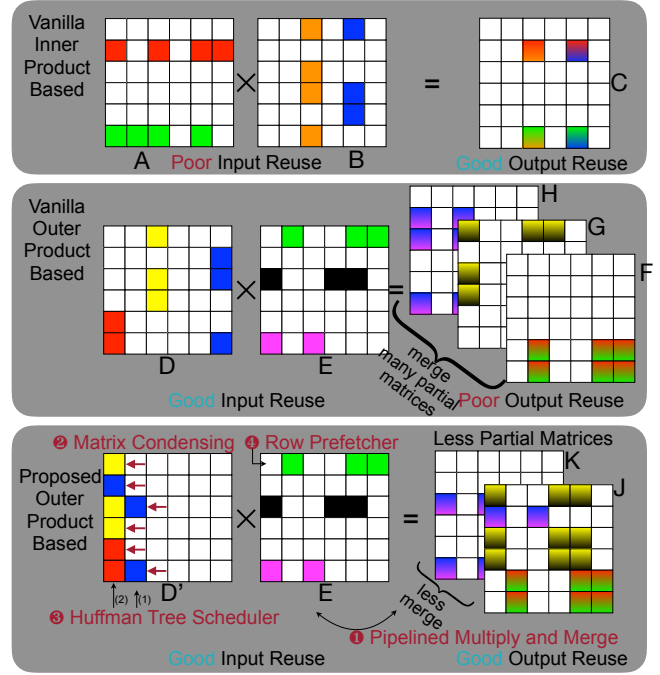 Vanilla
Inner
Product
Based
×
=
C
A
Poor Input Reuse
B
Good Output Reuse
Vanilla
Outer
Product
Based
×
=
H
G
F
D
E
merge
many partial
matrices
Good Input Reuse
Poor Output Reuse
❷ Matrix Condensing
❹ Row Prefetcher
Less Partial Matrices
Proposed
Outer
Product
Based
×
=
K
J
(2)
(1)
D'
E
less
merge
❸ Huffman Tree Scheduler
❶ Pipelined Multiply and Merge
Good Input Reuse
Good Output Reuse